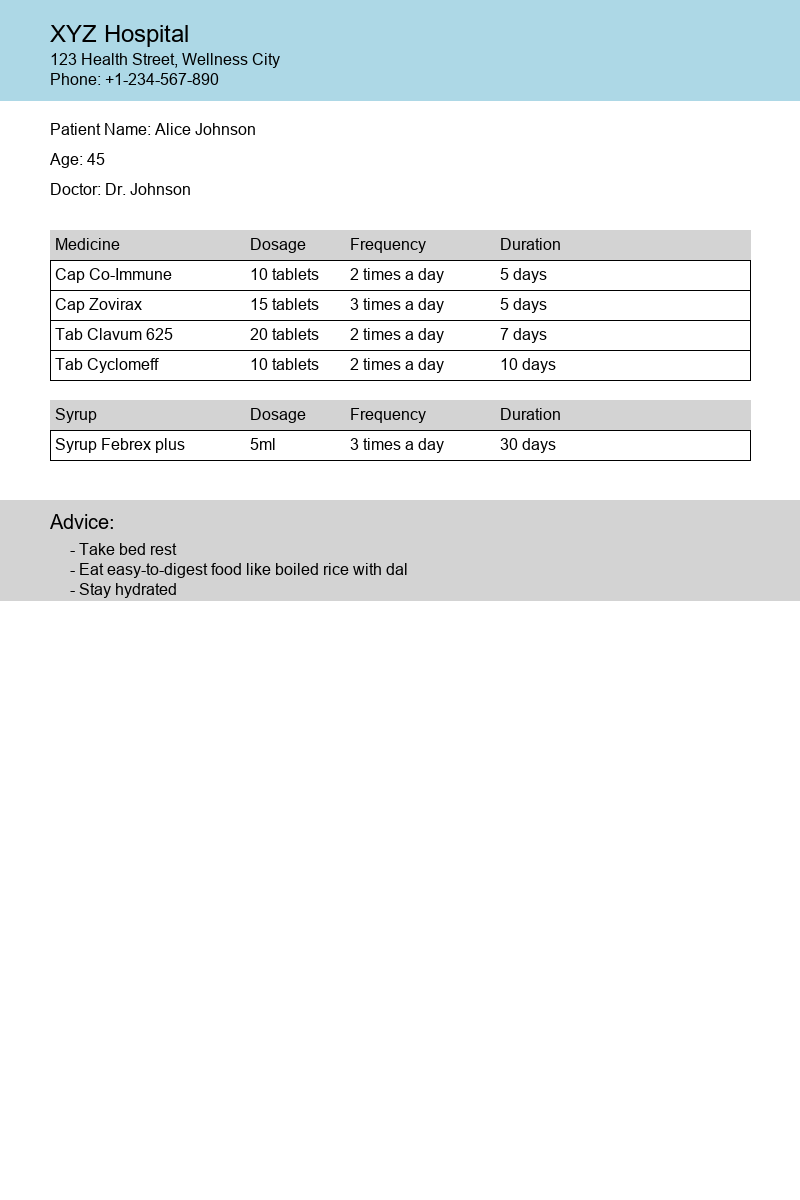 XYZ Hospital
123 Health Street, Wellness City
Phone: +1-234-567-890
Patient Name: Alice Johnson
Age: 45
Doctor: Dr. Johnson
Medicine Dosage Frequency Duration
Cap Co-Immune 10 tablets 2 times a day 5 days
Cap Zovirax 15 tablets 3 times a day 5 days
Tab Clavum 625 20 tablets 2 times a day 7 days
Tab Cyclomeff 10 tablets 2 times a day 10 days
Syrup Dosage Frequency Duration
Syrup Febrex plus 5ml 3 times a day 30 days
Advice:
- Take bed rest
- Eat easy-to-digest food like boiled rice with dal
- Stay hydrated